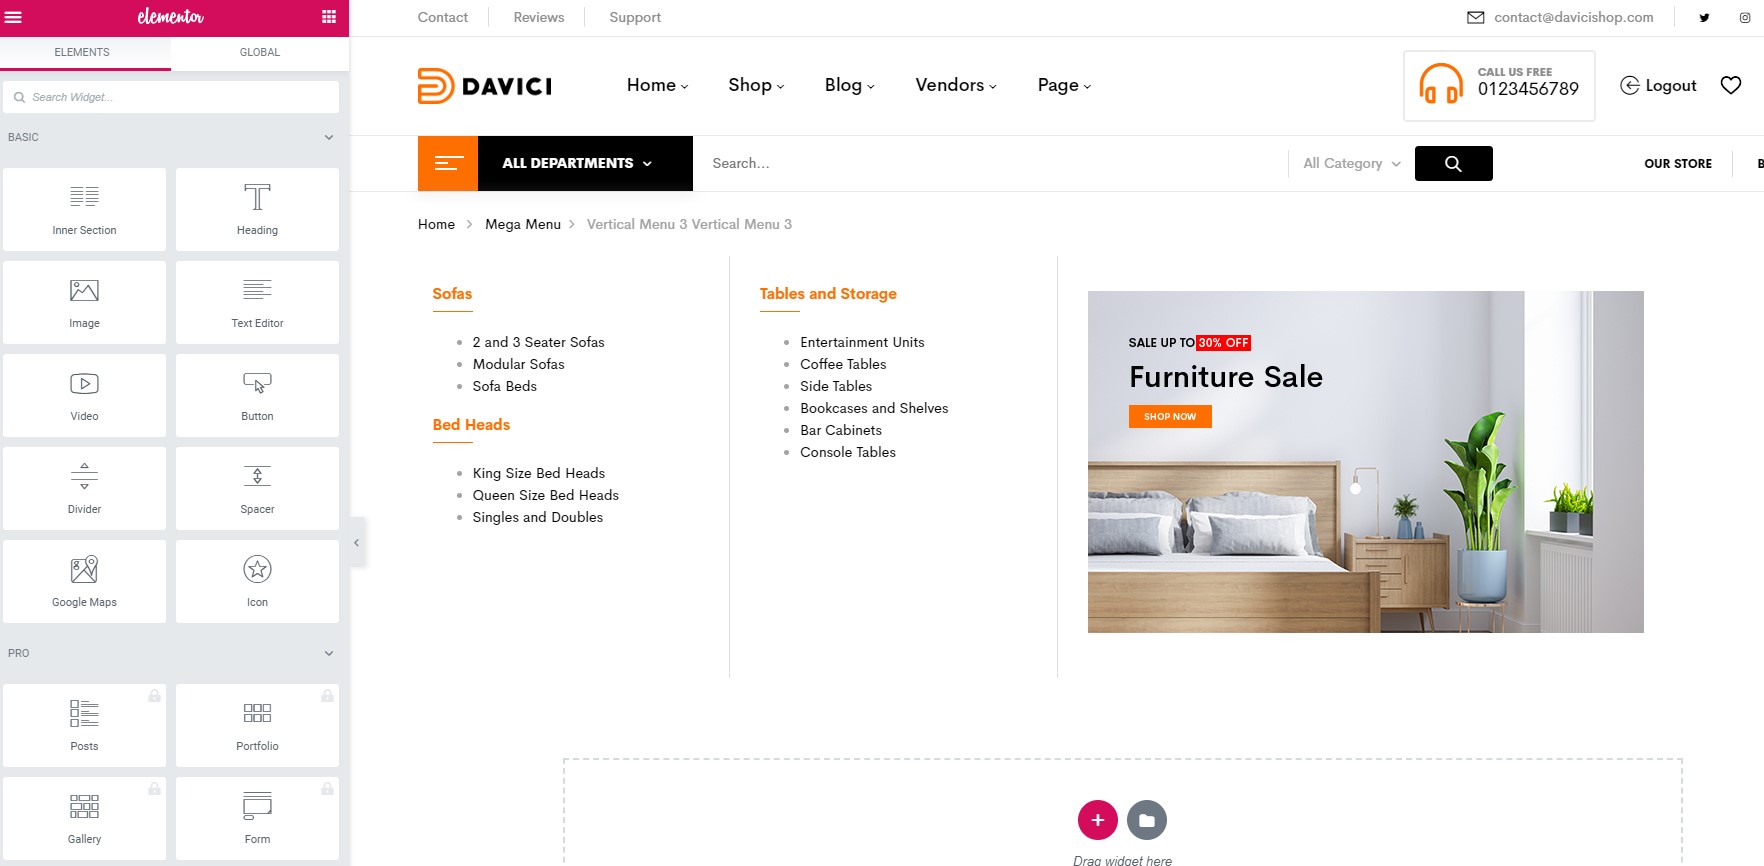 elementor
ELEMENTS
GLOBAL
Search Widget...
BASIC
Inner Section
Heading
Image
Text Editor
Video
Button
Divider
Spacer
Google Maps
Icon
PRO
Posts
Portfolio
Gallery
Form
Contact
Reviews
Support
contact@davicishop.com
DAVICI
Home
Shop
Blog
Vendors
Page
CALL US FREE
0123456789
Logout
ALL DEPARTMENTS
Search...
All Category
OUR STORE
Home
Mega Menu
Vertical Menu 3 Vertical Menu 3
Sofas
2 and 3 Seater Sofas
Modular Sofas
Sofa Beds
Bed Heads
King Size Bed Heads
Queen Size Bed Heads
Singles and Doubles
Tables and Storage
Entertainment Units
Coffee Tables
Side Tables
Bookcases and Shelves
Bar Cabinets
Console Tables
SALE UP TO 30% OFF
Furniture Sale
SHOP NOW
Drag widget here